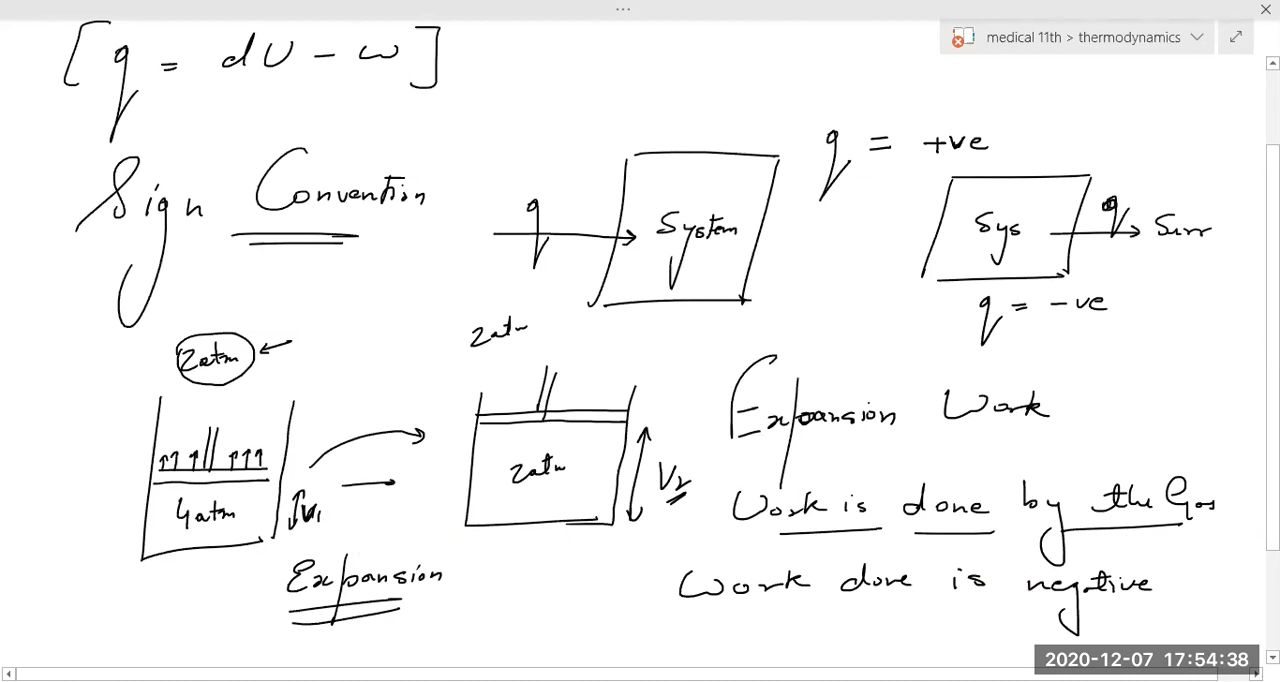 ...
medical 11th > thermodynamics
[q = dU - w]
q = +ve
Sign Convention
q
System
Sys
q
Surr
q = -ve
2atm
2atm
Expansion Work
4atm
V1
2atm
V2
Work is done by the Gas
Expansion
Work done is negative
2020-12-07 17:54:38